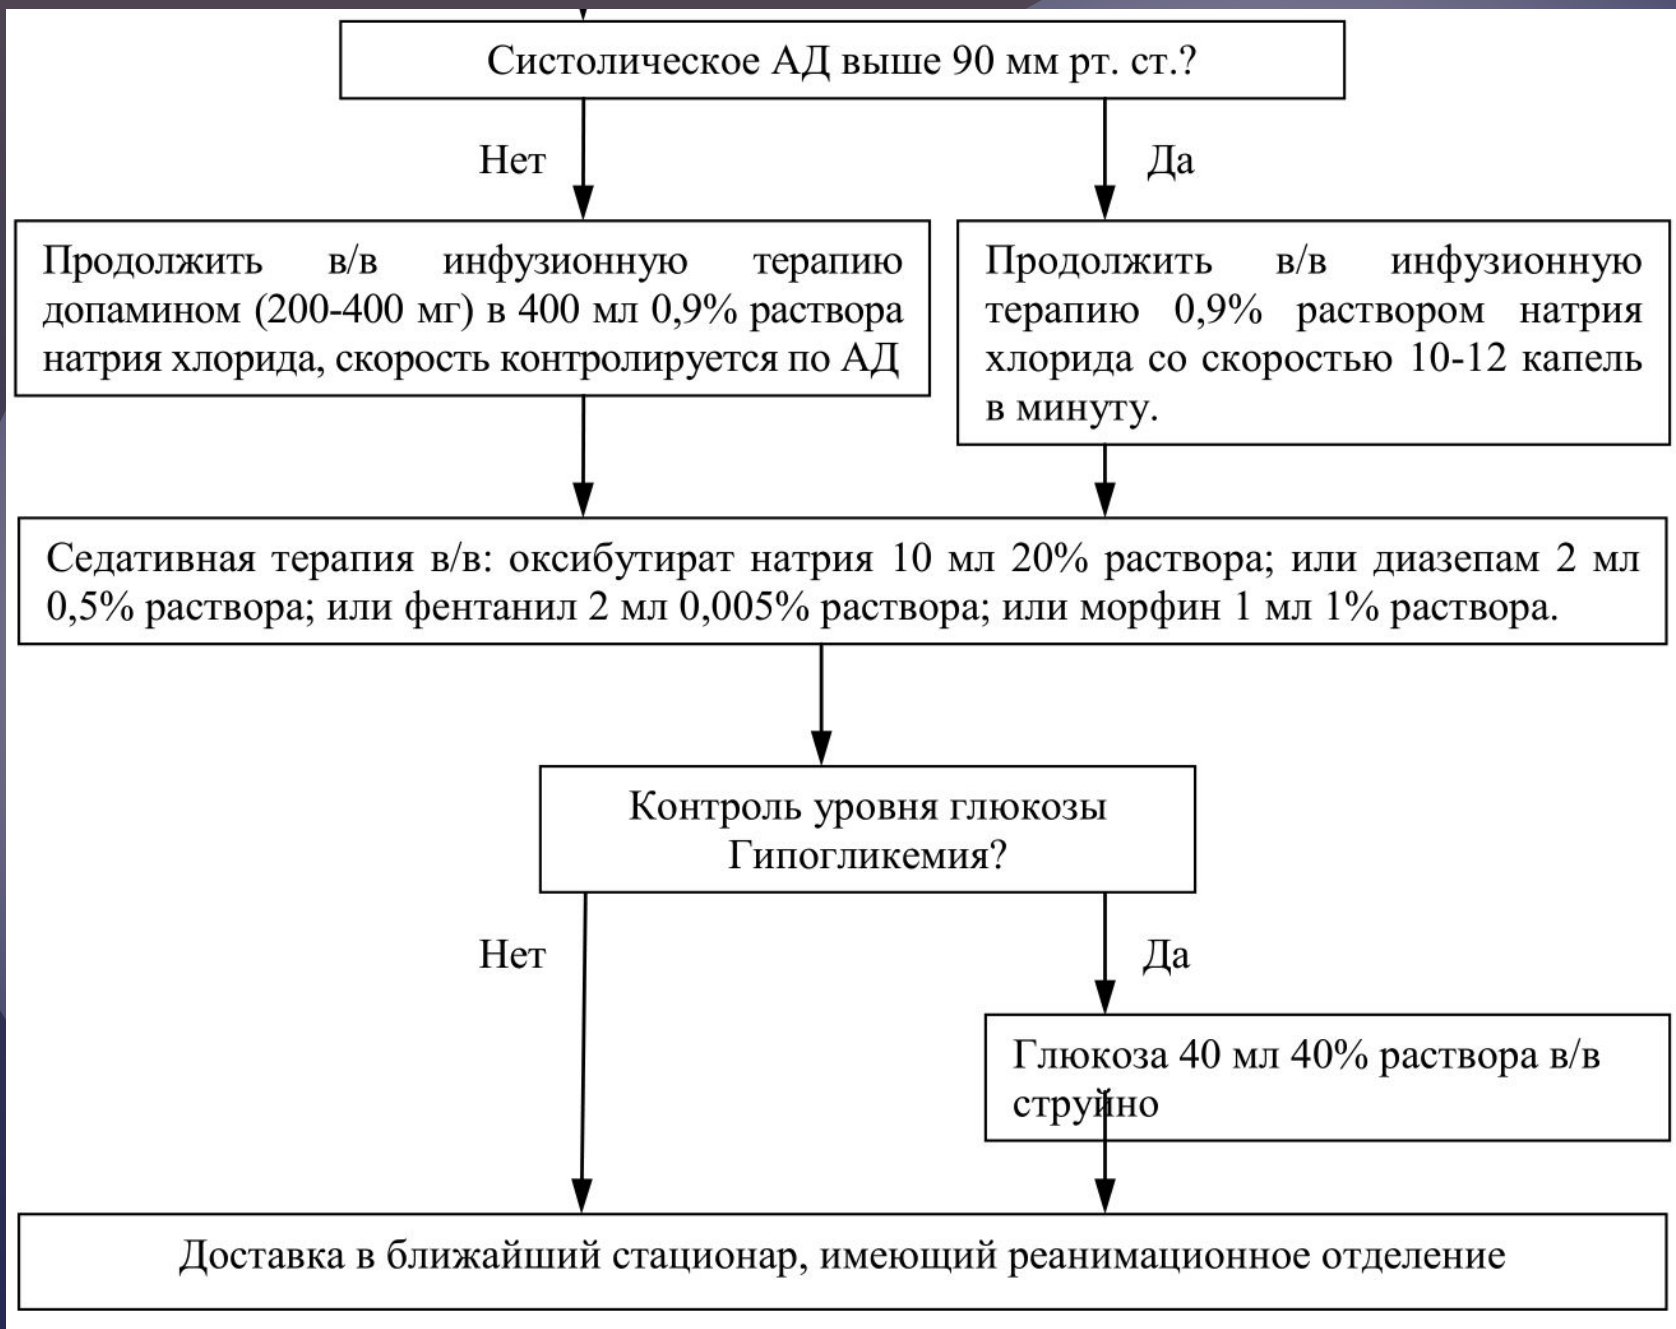 Систолическое АД выше 90 мм рт. ст.?
Нет
Да
Продолжить в/в инфузионную терапию
допамином (200-400 мг) в 400 мл 0,9% раствора
натрия хлорида, скорость контролируется по АД
Продолжить в/в инфузионную
терапию 0,9% раствором натрия
хлорида со скоростью 10-12 капель
в минуту.
Седативная терапия в/в: оксибутират натрия 10 мл 20% раствора; или диазепам 2 мл
0,5% раствора; или фентанил 2 мл 0,005% раствора; или морфин 1 мл 1% раствора.
Контроль уровня глюкозы
Гипогликемия?
Нет
Да
Глюкоза 40 мл 40% раствора в/в
струйно
Доставка в ближайший стационар, имеющий реанимационное отделение